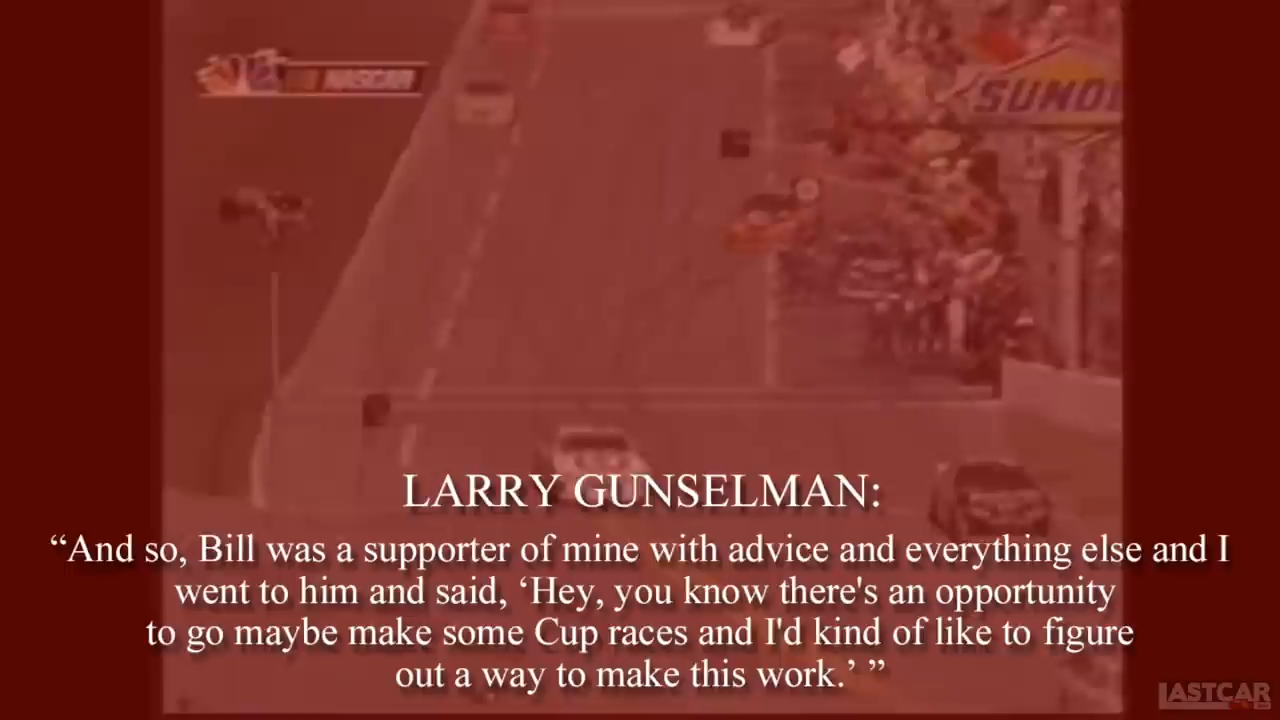 NASCAR
SUNO
LARRY GUNSELMAN:
“And so, Bill was a supporter of mine with advice and everything else and I
went to him and said, ‘Hey, you know there's an opportunity
to go maybe make some Cup races and I'd kind of like to figure
out a way to make this work.’ ”
LASTCAR